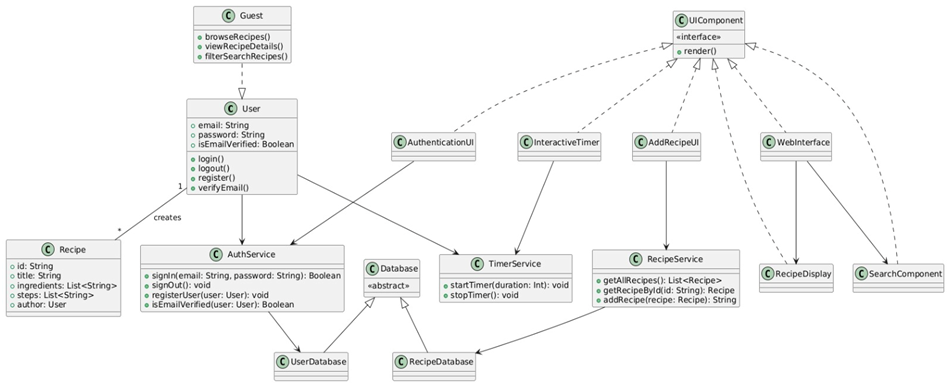 C Guest
browseRecipes()
viewRecipeDetails()
filterSearchRecipes()
C UIComponent
«interface»
render()
C User
email: String
password: String
isEmailVerified: Boolean
login()
logout()
register()
verifyEmail()
C AuthenticationUI
C InteractiveTimer
C AddRecipeUI
C WebInterface
1
creates
*
C Recipe
id: String
title: String
ingredients: List<String>
steps: List<String>
author: User
C AuthService
signIn(email: String, password: String): Boolean
signOut(): void
registerUser(user: User): void
isEmailVerified(user: User): Boolean
C Database
«abstract»
C TimerService
startTimer(duration: Int): void
stopTimer(): void
C RecipeService
getAllRecipes(): List<Recipe>
getRecipeById(id: String): Recipe
addRecipe(recipe: Recipe): String
C RecipeDisplay
C SearchComponent
C UserDatabase
C RecipeDatabase